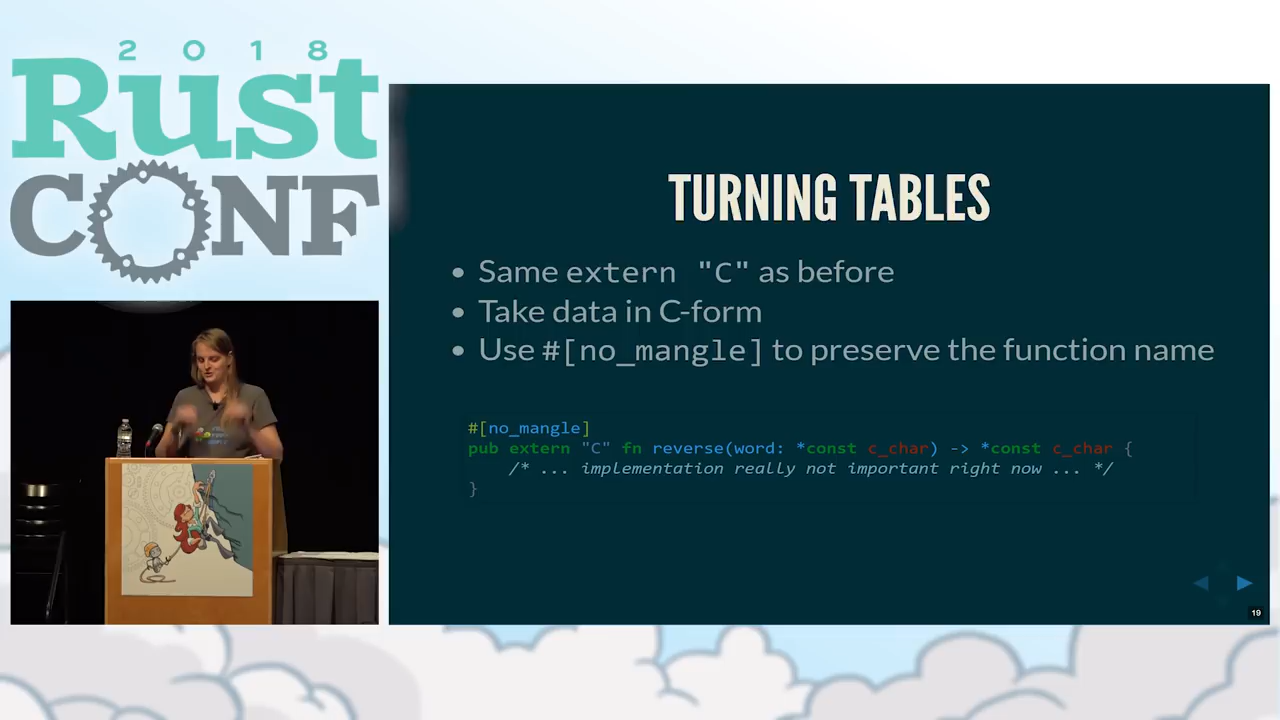 2018
Rust
CONF
TURNING TABLES
• Same extern "C" as before
• Take data in C-form
• Use #[no_mangle] to preserve the function name
#[no_mangle]
pub extern "C" fn reverse(word: *const c_char) -> *const c_char {
/* ... implementation really not important right now ... */
}
19